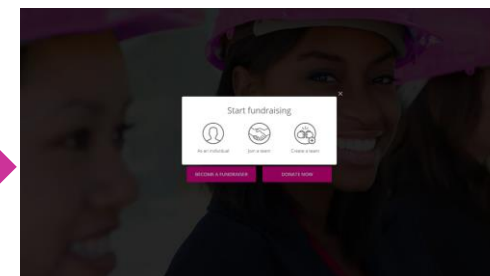 ×
Start fundraising
As an individual Join a team Create a team
BECOME A FUNDRAISER DONATE NOW